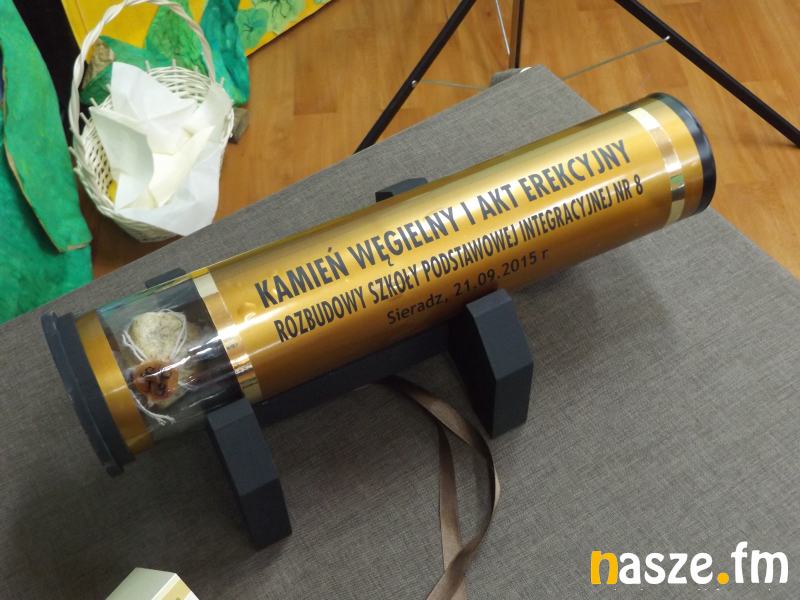 KAMIEŃ WĘGIELNY I AKT EREKCYJNY
ROZBUDOWY SZKOŁY PODSTAWOWEJ INTEGRACYJNEJ NR 8
Sieradz, 21.09.2015 r
nasze.fm